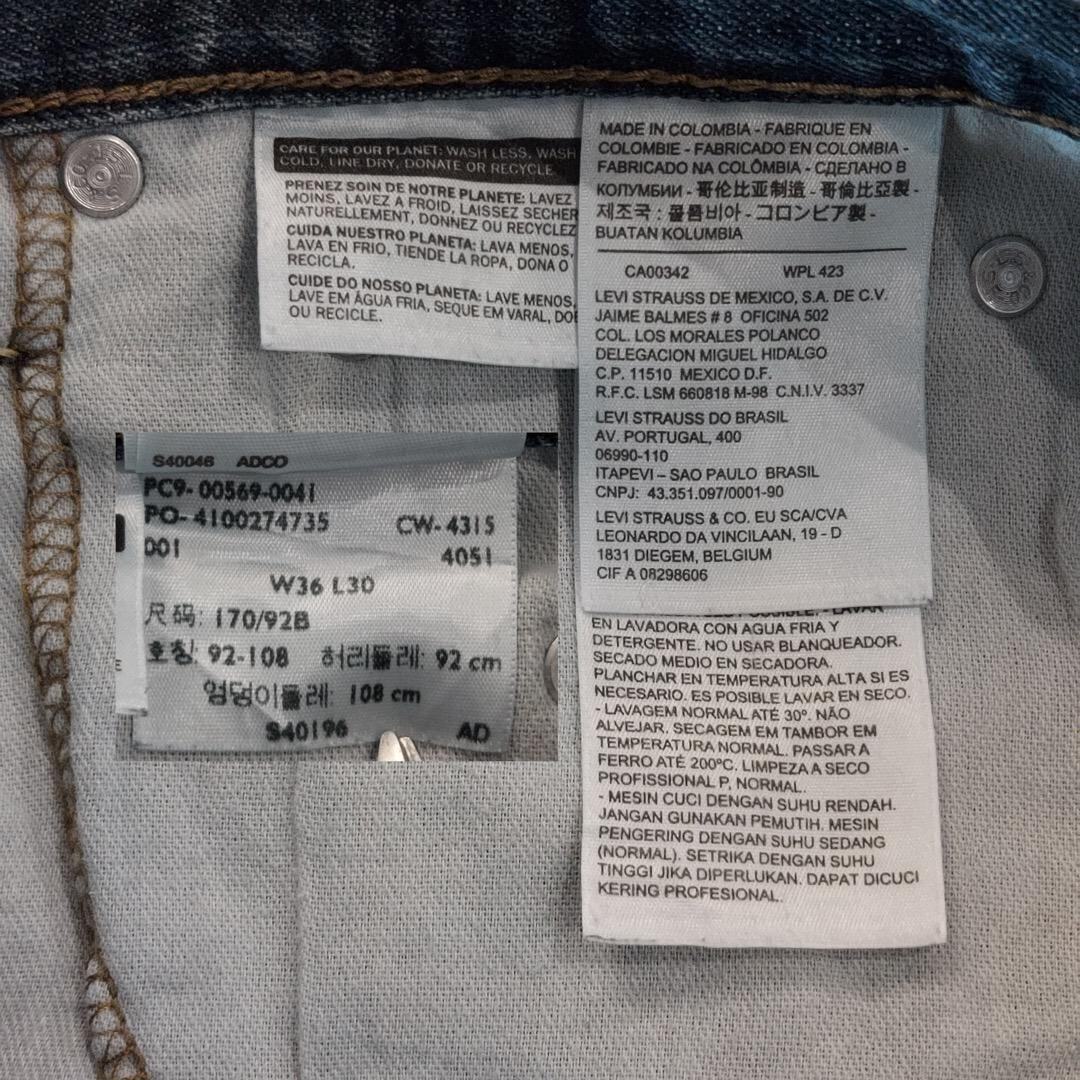 CARE FOR OUR PLANET: WASH LESS, WASH
COLD, LINE DRY, DONATE OR RECYCLE
PRENEZ SOIN DE NOTRE PLANETE: LAVEZ
MOINS, LAVEZ A FROID, LAISSEZ SECHER
NATURELLEMENT, DONNEZ OU RECYCLEZ
CUIDA NUESTRO PLANETA: LAVA MENOS,
LAVA EN FRIO, TIENDE LA ROPA, DONA O
RECICLA.
CUIDE DO NOSSO PLANETA: LAVE MENOS,
LAVE EM ÁGUA FRIA, SEQUE EM VARAL,
OU RECICLE.
MADE IN COLOMBIA - FABRIQUE EN
COLOMBIE - FABRICADO EN COLOMBIA -
FABRICADO NA COLÔMBIA - СДЕЛАНО В
КОЛУМБИИ - 哥伦比亚制造 - 哥倫比亞製 -
제조국 : 콜롬비아 - コロンビア製 -
BUATAN KOLUMBIA
CA00342 WPL 423
LEVI STRAUSS DE MEXICO, S.A. DE C.V.
JAIME BALMES # 8 OFICINA 502
COL. LOS MORALES POLANCO
DELEGACION MIGUEL HIDALGO
C.P. 11510 MEXICO D.F.
R.F.C. LSM 660818 M-98 C.N.I.V. 3337
LEVI STRAUSS DO BRASIL
AV. PORTUGAL, 400
06990-110
ITAPEVI – SAO PAULO BRASIL
CNPJ: 43.351.097/0001-90
LEVI STRAUSS & CO. EU SCA/CVA
LEONARDO DA VINCILAAN, 19 - D
1831 DIEGEM, BELGIUM
CIF A 08298606
S40046 ADCO
PC9- 00569-0041
PO- 4100274735 CW- 4315
001 4051
W36 L30
尺码: 170/92B
호칭: 92-108 허리둘레: 92 cm
엉덩이둘레: 108 cm
S40196 AD
- LAVAR
EN LAVADORA CON AGUA FRIA Y
DETERGENTE. NO USAR BLANQUEADOR.
SECADO MEDIO EN SECADORA.
PLANCHAR EN TEMPERATURA ALTA SI ES
NECESARIO. ES POSIBLE LAVAR EN SECO.
- LAVAGEM NORMAL ATÉ 30º. NÃO
ALVEJAR. SECAGEM EM TAMBOR EM
TEMPERATURA NORMAL. PASSAR A
FERRO ATÉ 200ºC. LIMPEZA A SECO
PROFISSIONAL P, NORMAL.
- MESIN CUCI DENGAN SUHU RENDAH.
JANGAN GUNAKAN PEMUTIH. MESIN
PENGERING DENGAN SUHU SEDANG
(NORMAL). SETRIKA DENGAN SUHU
TINGGI JIKA DIPERLUKAN. DAPAT DICUCI
KERING PROFESIONAL.